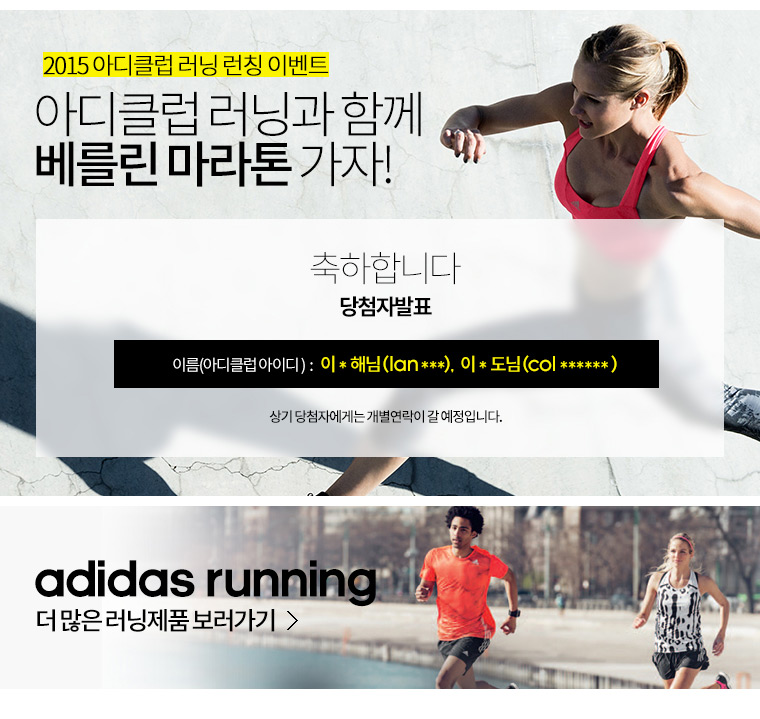 2015 아디클럽 러닝 런칭 이벤트
아디클럽 러닝과 함께
베를린 마라톤 가자!
축하합니다
당첨자발표
이름(아디클럽 아이디) : 이 * 해님(lan ***), 이 * 도님(col ******)
상기 당첨자에게는 개별연락이 갈 예정입니다.
adidas running
더 많은 러닝제품 보러가기 >